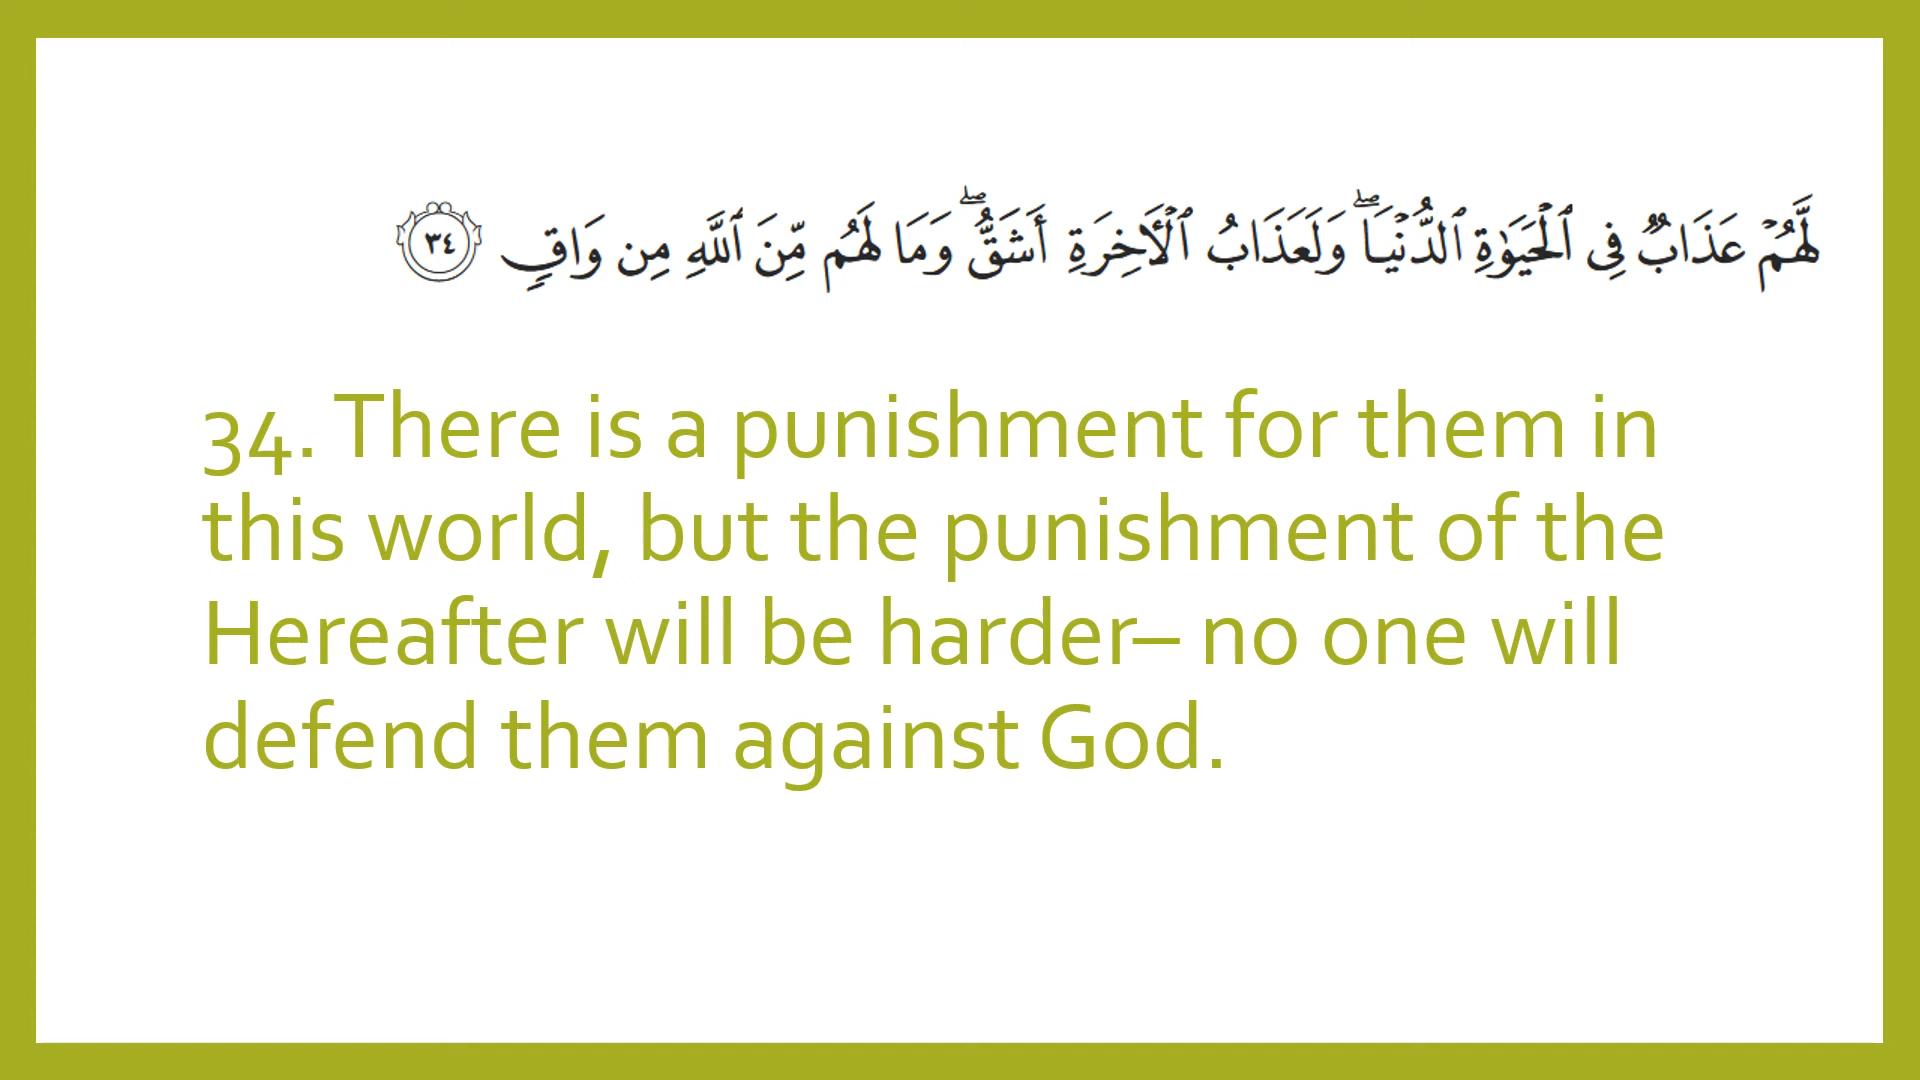 لَّهُمْ عَذَابٌ فِى ٱلْحَيَوٰةِ ٱلدُّنْيَا ۖ وَلَعَذَابُ ٱلْءَاخِرَةِ أَشَقُّ ۖ وَمَا لَهُم مِّنَ ٱللَّهِ مِن وَاقٍ ٣٤
34. There is a punishment for them in
this world, but the punishment of the
Hereafter will be harder– no one will
defend them against God.